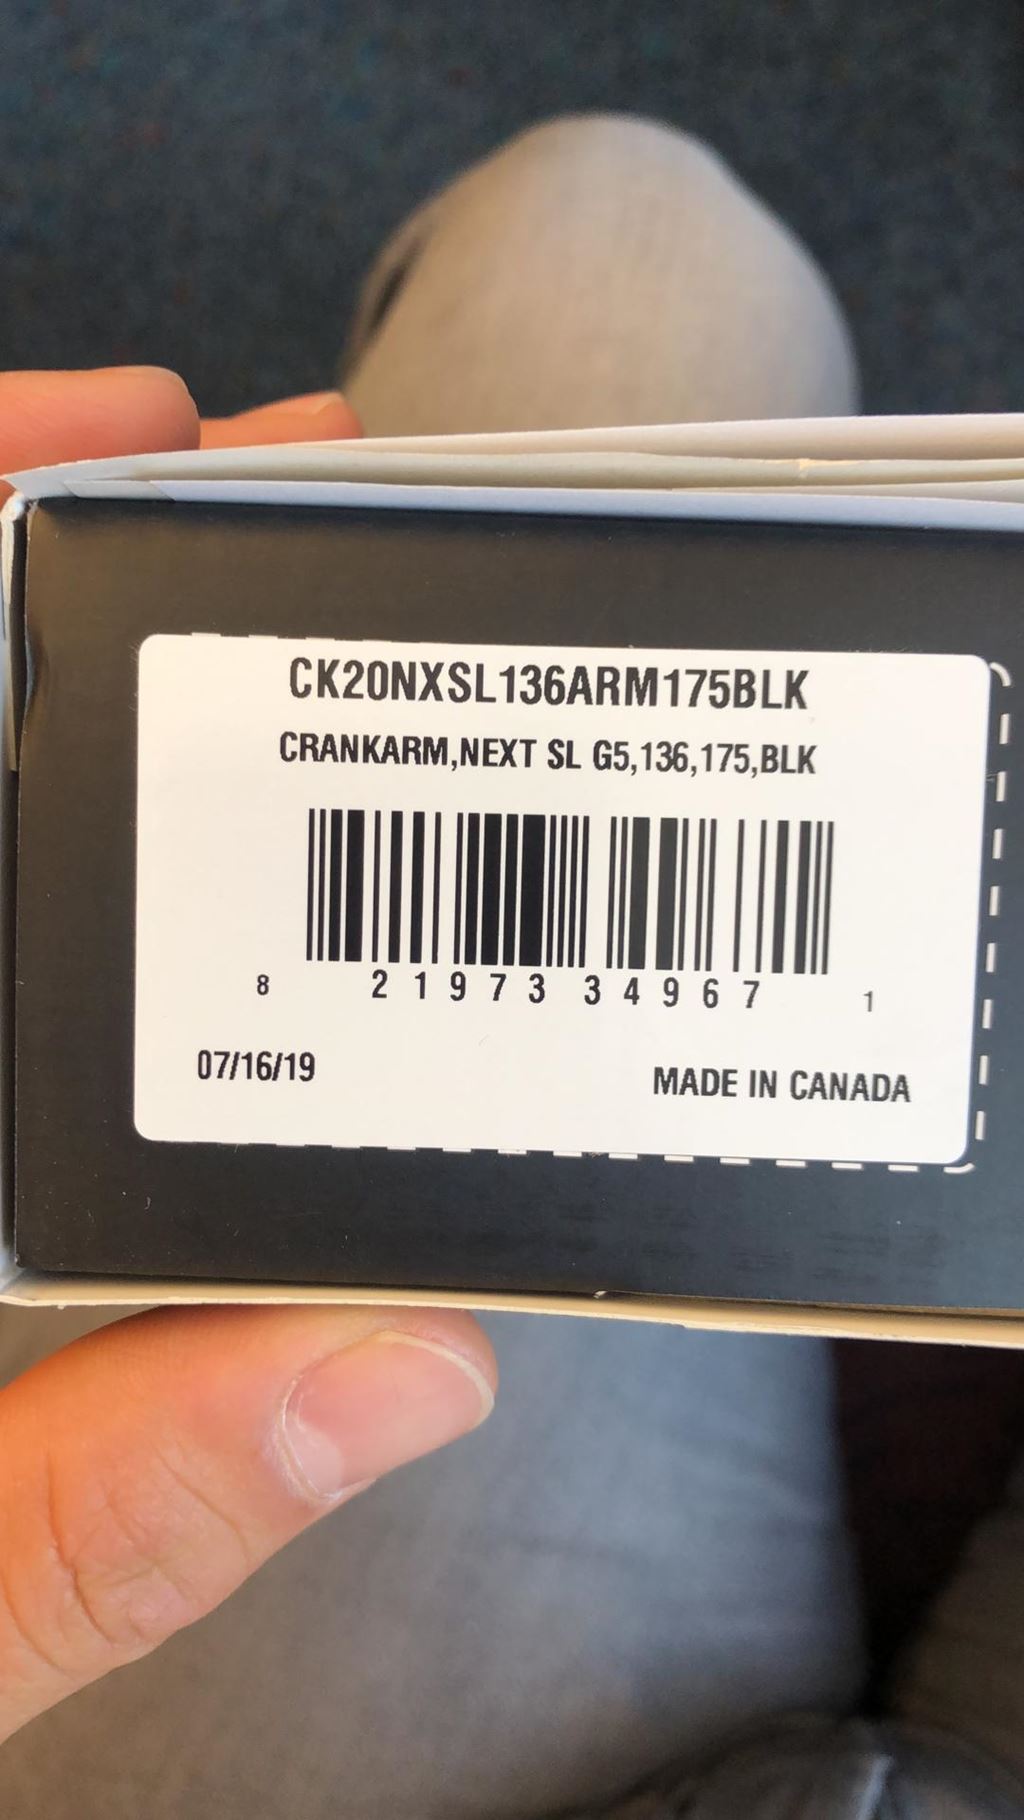 CK20NXSL136ARM175BLK
CRANKARM,NEXT SL G5,136,175,BLK
8 21973 34967 1
07/16/19
MADE IN CANADA